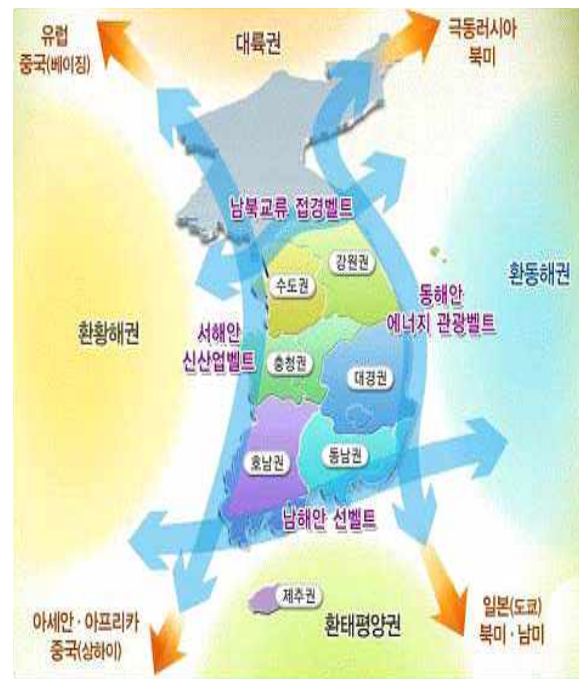 유럽
중국(베이징)
대륙권
극동러시아
북미
남북교류 접경벨트
강원권
수도권
환동해권
동해안
에너지 관광벨트
환황해권
서해안
신산업벨트
충청권
대경권
호남권
동남권
남해안 선벨트
제주권
아세안·아프리카
중국(상하이)
환태평양권
일본(도쿄)
북미·남미